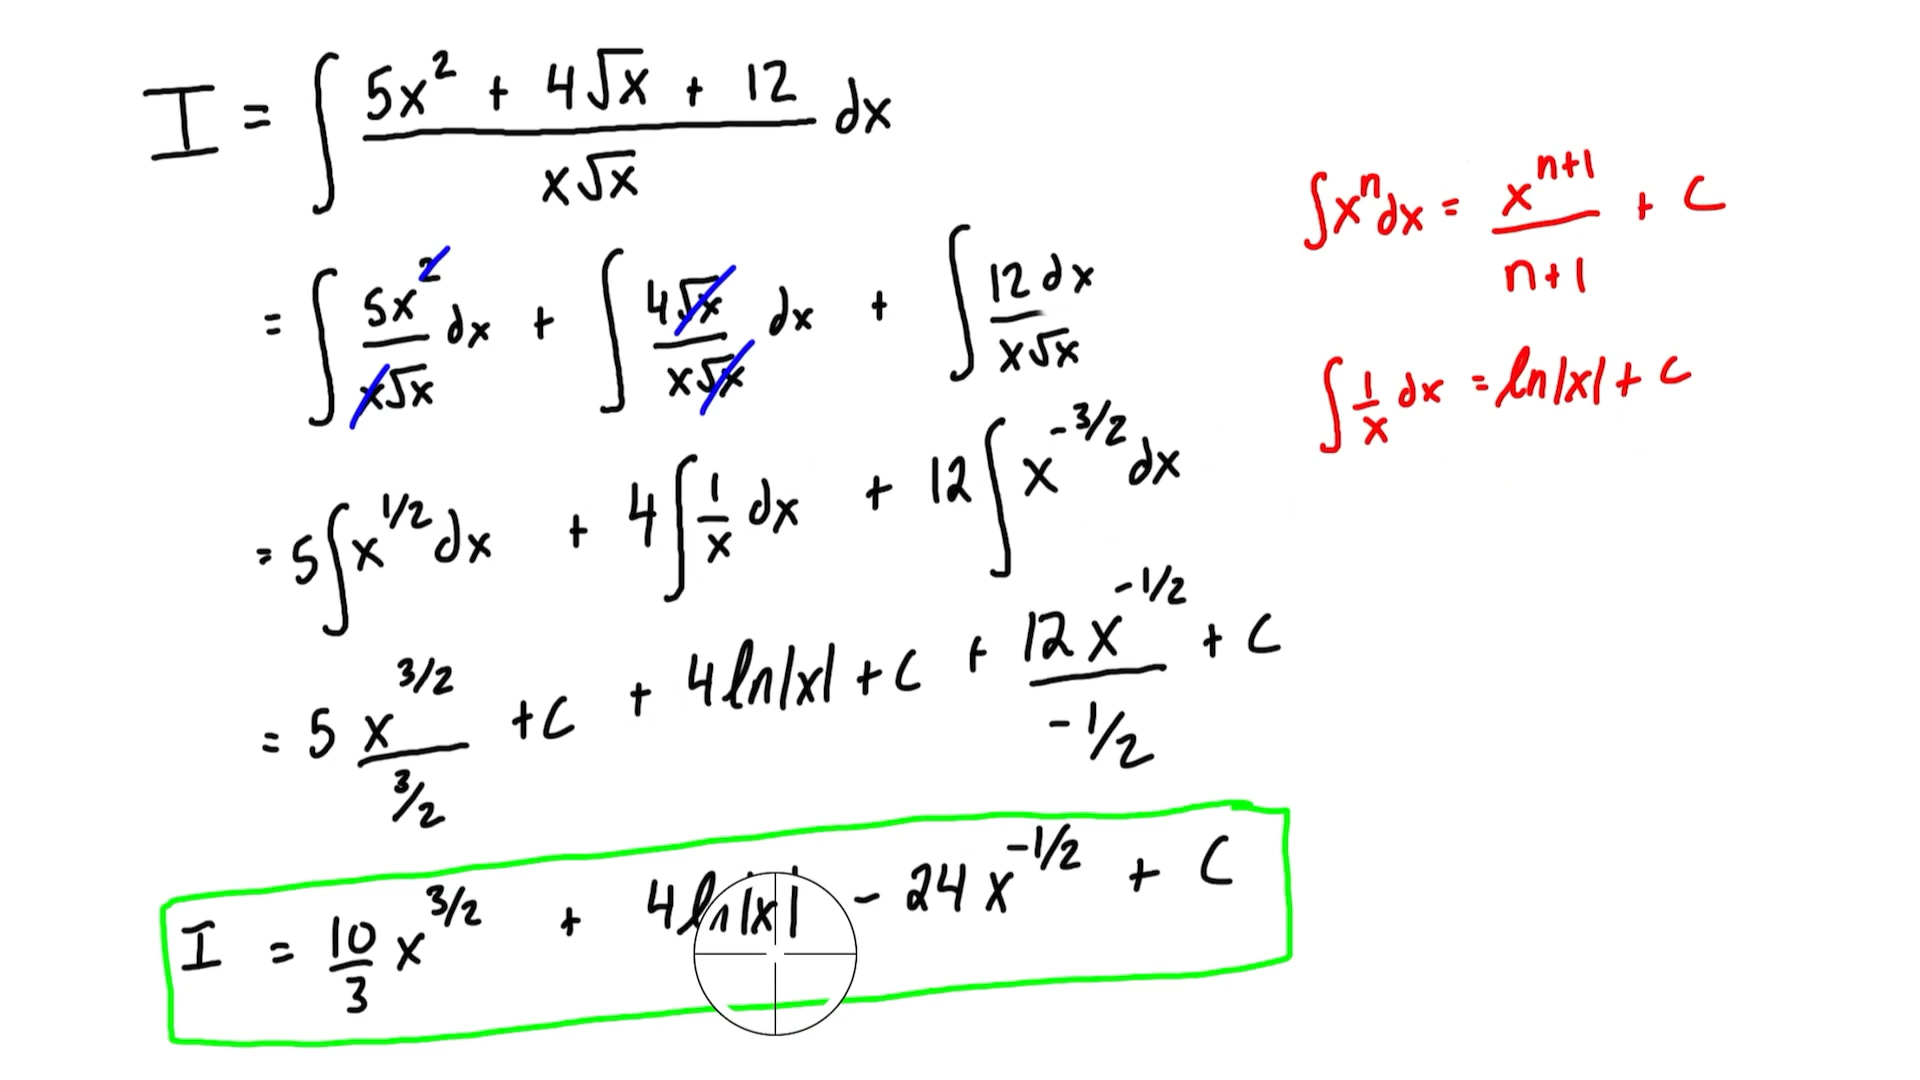 I = ∫ (5x² + 4√x + 12)/(x√x) dx
= ∫ 5x²/(x√x) dx + ∫ 4√x/(x√x) dx + ∫ 12dx/(x√x)
= 5∫x^(1/2) dx + 4∫ 1/x dx + 12∫ x^(-3/2) dx
= 5 x^(3/2)/(3/2) + C + 4ln|x| + C + 12x^(-1/2)/(-1/2) + C
I = 10/3 x^(3/2) + 4ln|x| - 24x^(-1/2) + C
∫xⁿdx = x^(n+1)/(n+1) + C
∫ 1/x dx = ln|x| + C